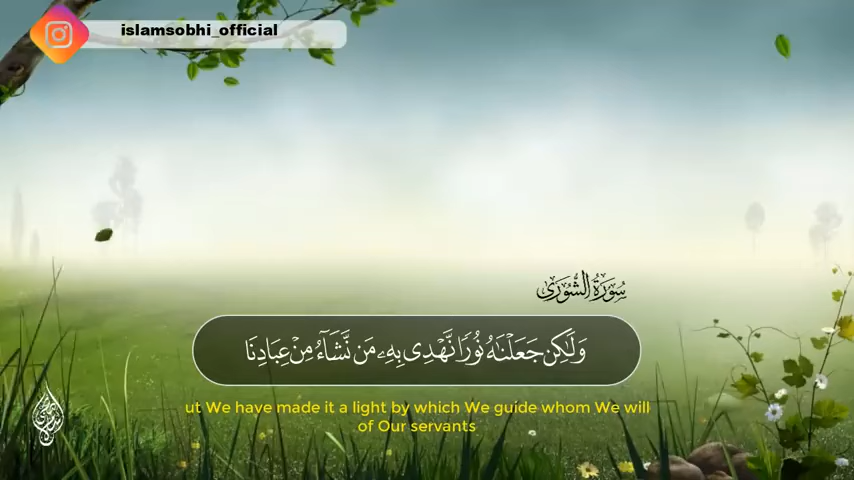 islamsobhi_official
سُورَةُ الشُّورَىٰ
وَلَٰكِن جَعَلْنَٰهُ نُورًا نَّهْدِى بِهِۦ مَن نَّشَآءُ مِنْ عِبَادِنَا
ut We have made it a light by which We guide whom We will
of Our servants